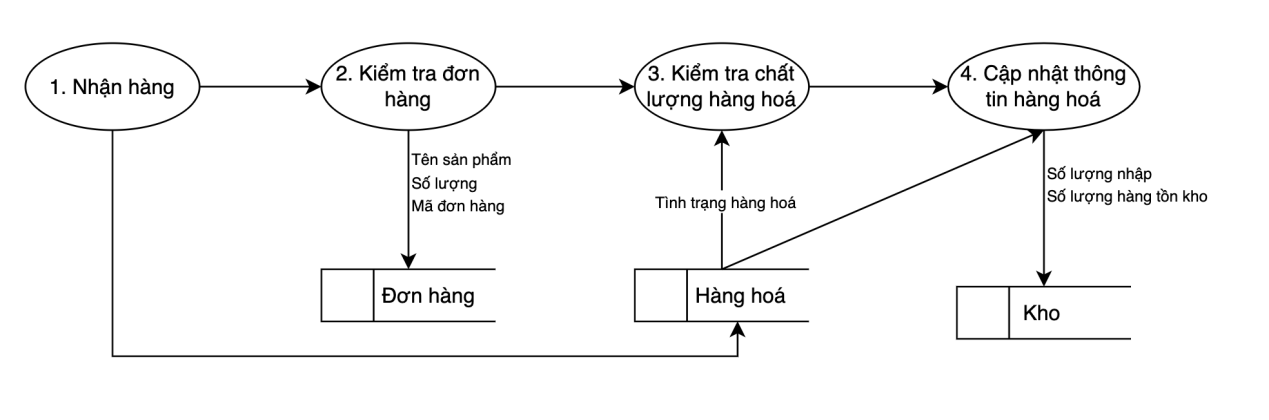 1. Nhận hàng
2. Kiểm tra đơn
hàng
3. Kiểm tra chất
lượng hàng hoá
4. Cập nhật thông
tin hàng hoá
Tên sản phẩm
Số lượng
Mã đơn hàng
Tình trạng hàng hoá
Số lượng nhập
Số lượng hàng tồn kho
Đơn hàng
Hàng hoá
Kho